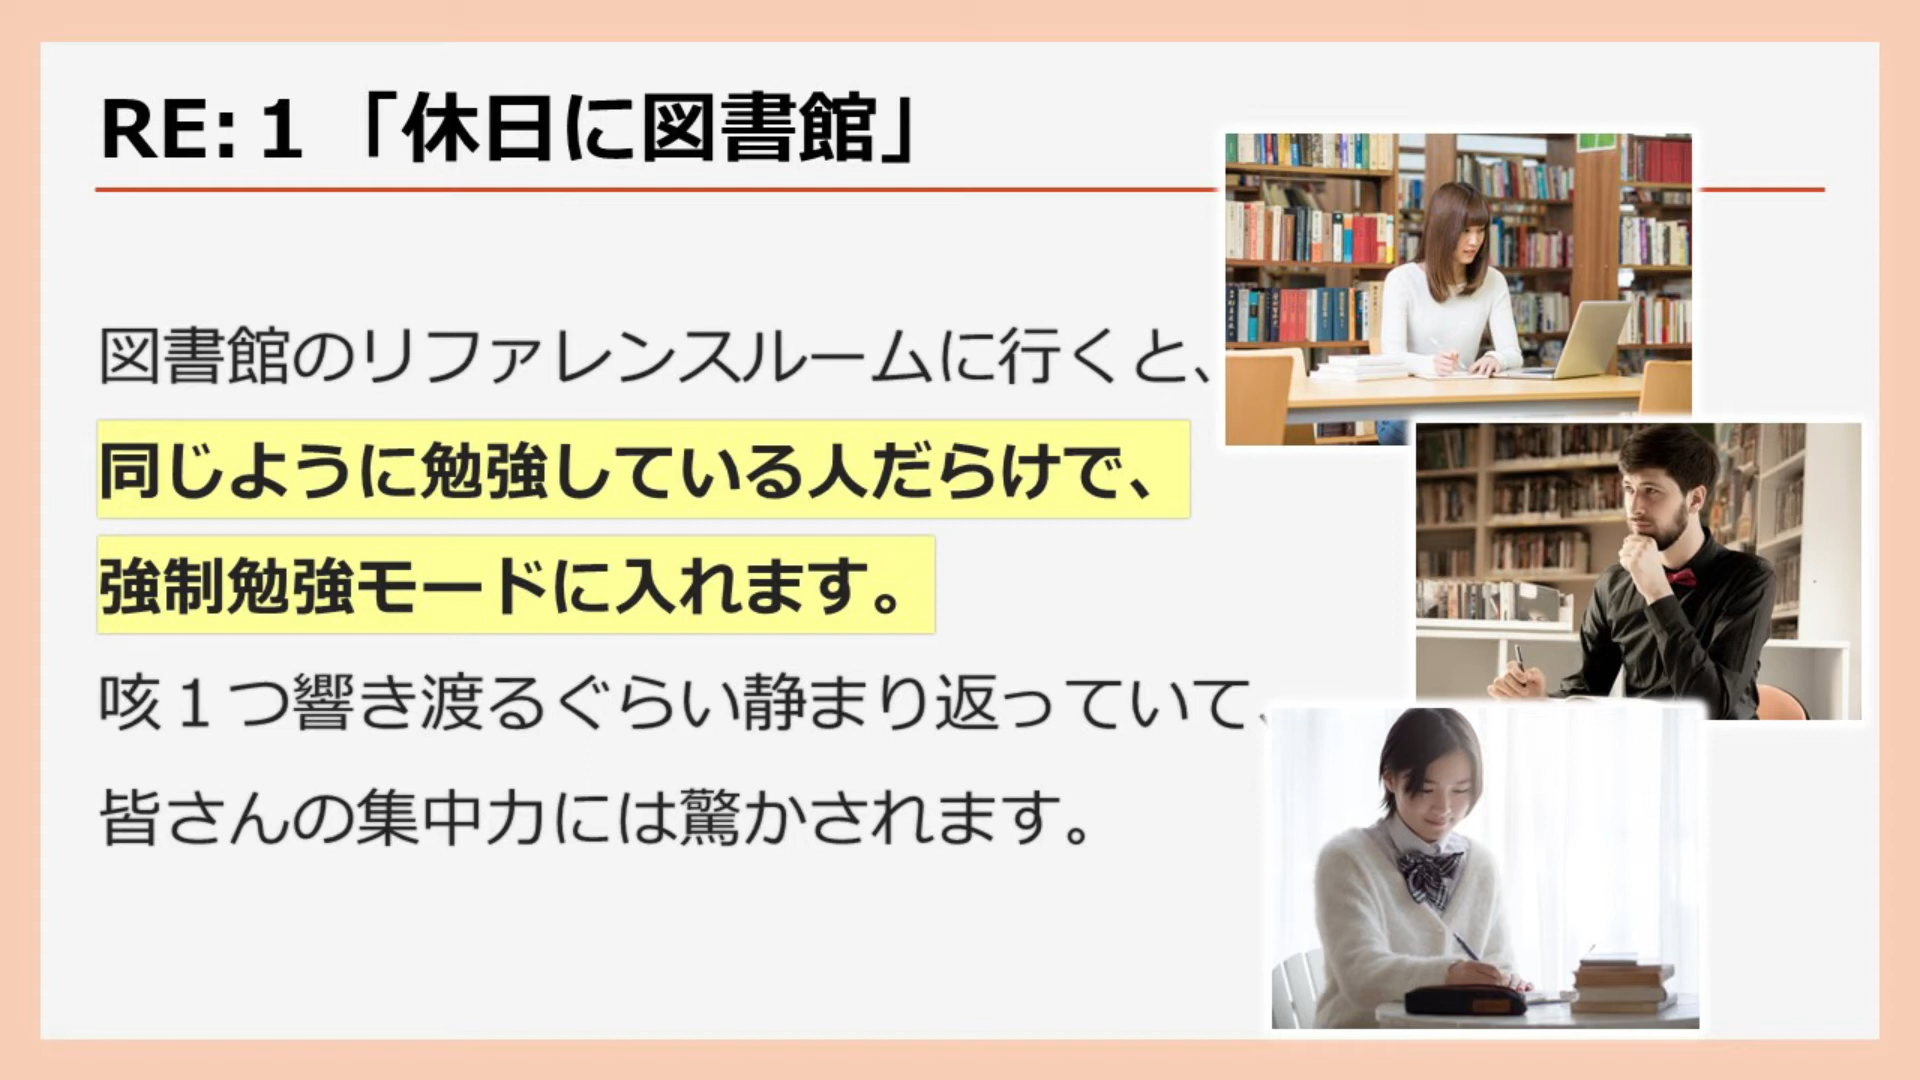 RE:１「休日に図書館」
図書館のリファレンスルームに行くと、
同じように勉強している人だらけで、
強制勉強モードに入れます。
咳１つ響き渡るぐらい静まり返っていて、
皆さんの集中力には驚かされます。